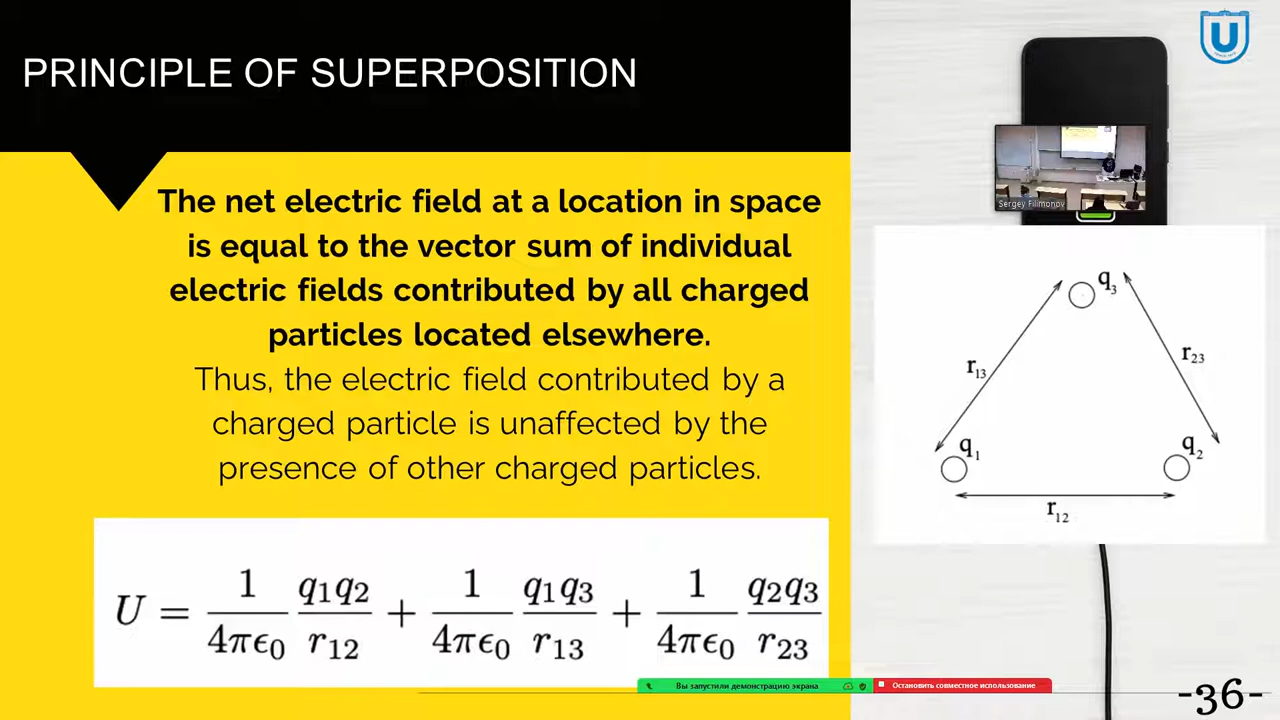 PRINCIPLE OF SUPERPOSITION
U
Sergey Filimonov
The net electric field at a location in space
is equal to the vector sum of individual
electric fields contributed by all charged
particles located elsewhere.
Thus, the electric field contributed by a
charged particle is unaffected by the
presence of other charged particles.
q₃
r₁₃
r₂₃
q₁
q₂
r₁₂
U = 1/4πϵ₀ q₁q₂/r₁₂ + 1/4πϵ₀ q₁q₃/r₁₃ + 1/4πϵ₀ q₂q₃/r₂₃
Вы запустили демонстрацию экрана
Остановить совместное использование
-36-